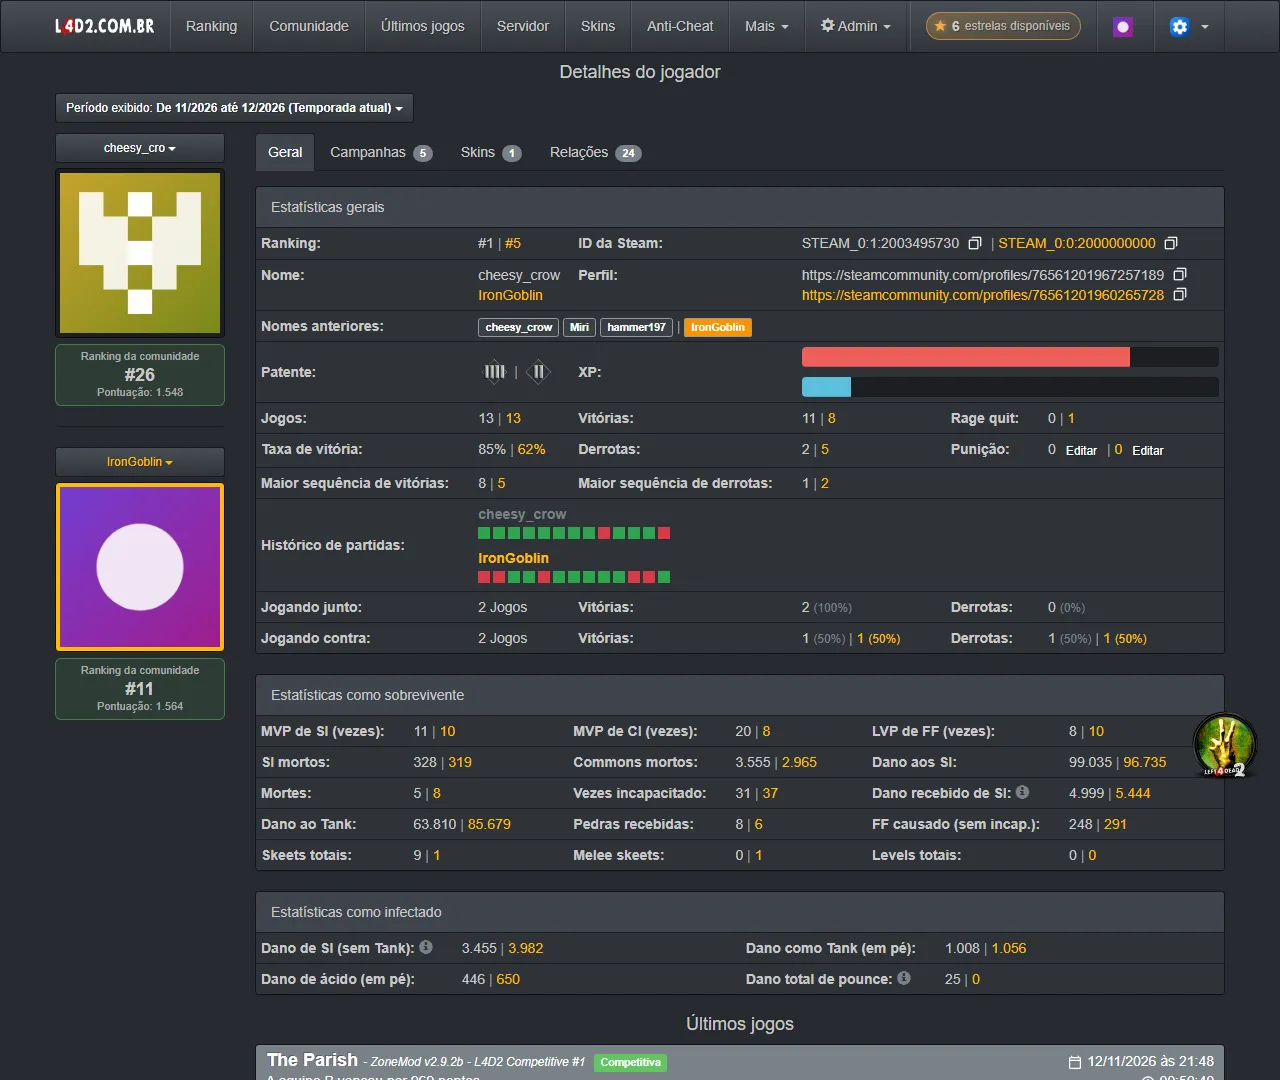 L4D2.COM.BR Ranking Comunidade Últimos jogos Servidor Skins Anti-Cheat Mais Admin 6 estrelas disponíveis
Detalhes do jogador
Período exibido: De 11/2026 até 12/2026 (Temporada atual)
cheesy_cro
Ranking da comunidade
#26
Pontuação: 1.548
IronGoblin
Ranking da comunidade
#11
Pontuação: 1.564
Geral Campanhas 5 Skins 1 Relações 24
Estatísticas gerais
Ranking: #1 | #5 ID da Steam: STEAM_0:1:2003495730 | STEAM_0:0:2000000000
Nome: cheesy_crow Perfil: https://steamcommunity.com/profiles/76561201967257189
IronGoblin https://steamcommunity.com/profiles/76561201960265728
Nomes anteriores: cheesy_crow Miri hammer197 | IronGoblin
Patente: | XP:
Jogos: 13 | 13 Vitórias: 11 | 8 Rage quit: 0 | 1
Taxa de vitória: 85% | 62% Derrotas: 2 | 5 Punição: 0 Editar | 0 Editar
Maior sequência de vitórias: 8 | 5 Maior sequência de derrotas: 1 | 2
Histórico de partidas: cheesy_crow
IronGoblin
Jogando junto: 2 Jogos Vitórias: 2 (100%) Derrotas: 0 (0%)
Jogando contra: 2 Jogos Vitórias: 1 (50%) | 1 (50%) Derrotas: 1 (50%) | 1 (50%)
Estatísticas como sobrevivente
MVP de SI (vezes): 11 | 10 MVP de CI (vezes): 20 | 8 LVP de FF (vezes): 8 | 10
SI mortos: 328 | 319 Commons mortos: 3.555 | 2.965 Dano aos SI: 99.035 | 96.735
Mortes: 5 | 8 Vezes incapacitado: 31 | 37 Dano recebido de SI: 4.999 | 5.444
Dano ao Tank: 63.810 | 85.679 Pedras recebidas: 8 | 6 FF causado (sem incap.): 248 | 291
Skeets totais: 9 | 1 Melee skeets: 0 | 1 Levels totais: 0 | 0
LEFT 4 DEAD 2
Estatísticas como infectado
Dano de SI (sem Tank): 3.455 | 3.982 Dano como Tank (em pé): 1.008 | 1.056
Dano de ácido (em pé): 446 | 650 Dano total de pounce: 25 | 0
Últimos jogos
The Parish - ZoneMod v2.9.2b - L4D2 Competitive #1 Competitiva 12/11/2026 às 21:48